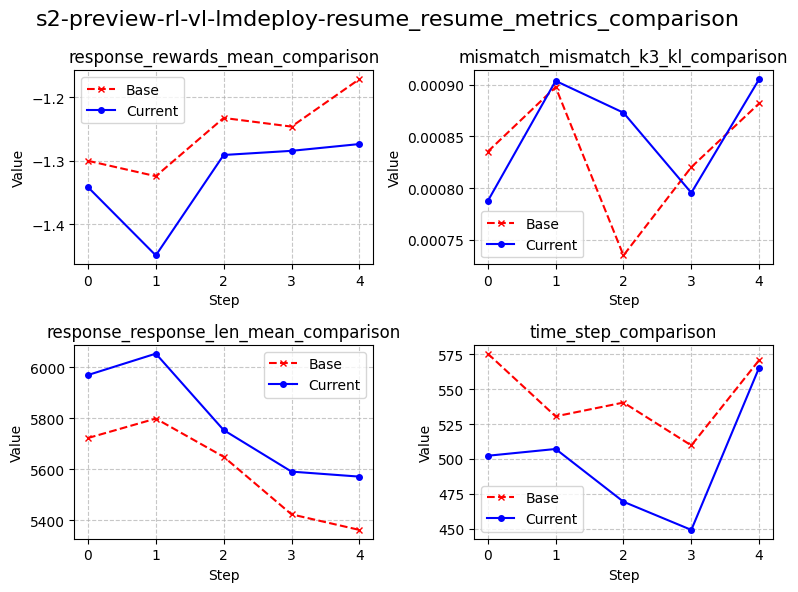 s2-preview-rl-vl-lmdeploy-resume_resume_metrics_comparison
response_rewards_mean_comparison
Base
Current
−1.2
−1.3
−1.4
Value
0 1 2 3 4
Step
mismatch_mismatch_k3_kl_comparison
0.00090
0.00085
0.00080
0.00075
Value
Base
Current
0 1 2 3 4
Step
response_response_len_mean_comparison
Base
Current
6000
5800
5600
5400
Value
0 1 2 3 4
Step
time_step_comparison
575
550
525
500
475
450
Value
Base
Current
0 1 2 3 4
Step